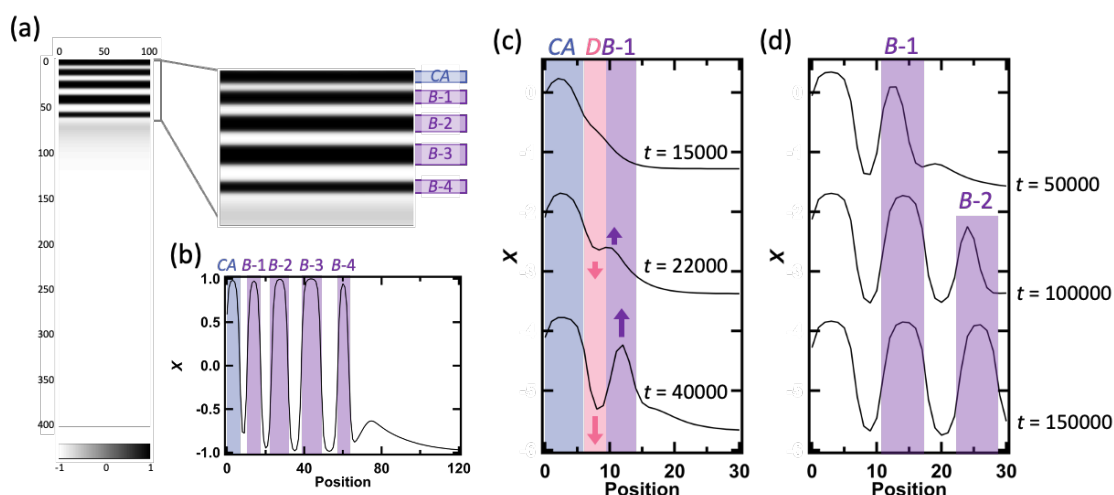 (a)
0 50 100
0
50
100
150
200
250
300
350
400
-1 0 1
CA
B-1
B-2
B-3
B-4
(b)
CA B-1 B-2 B-3 B-4
1.0
0.5
0.0
-0.5
-1.0
X
0 40 80 120
Position
(c)
CA D B-1
t = 15000
t = 22000
t = 40000
X
0 10 20 30
Position
(d)
B-1
t = 50000
B-2
t = 100000
t = 150000
X
0 10 20 30
Position